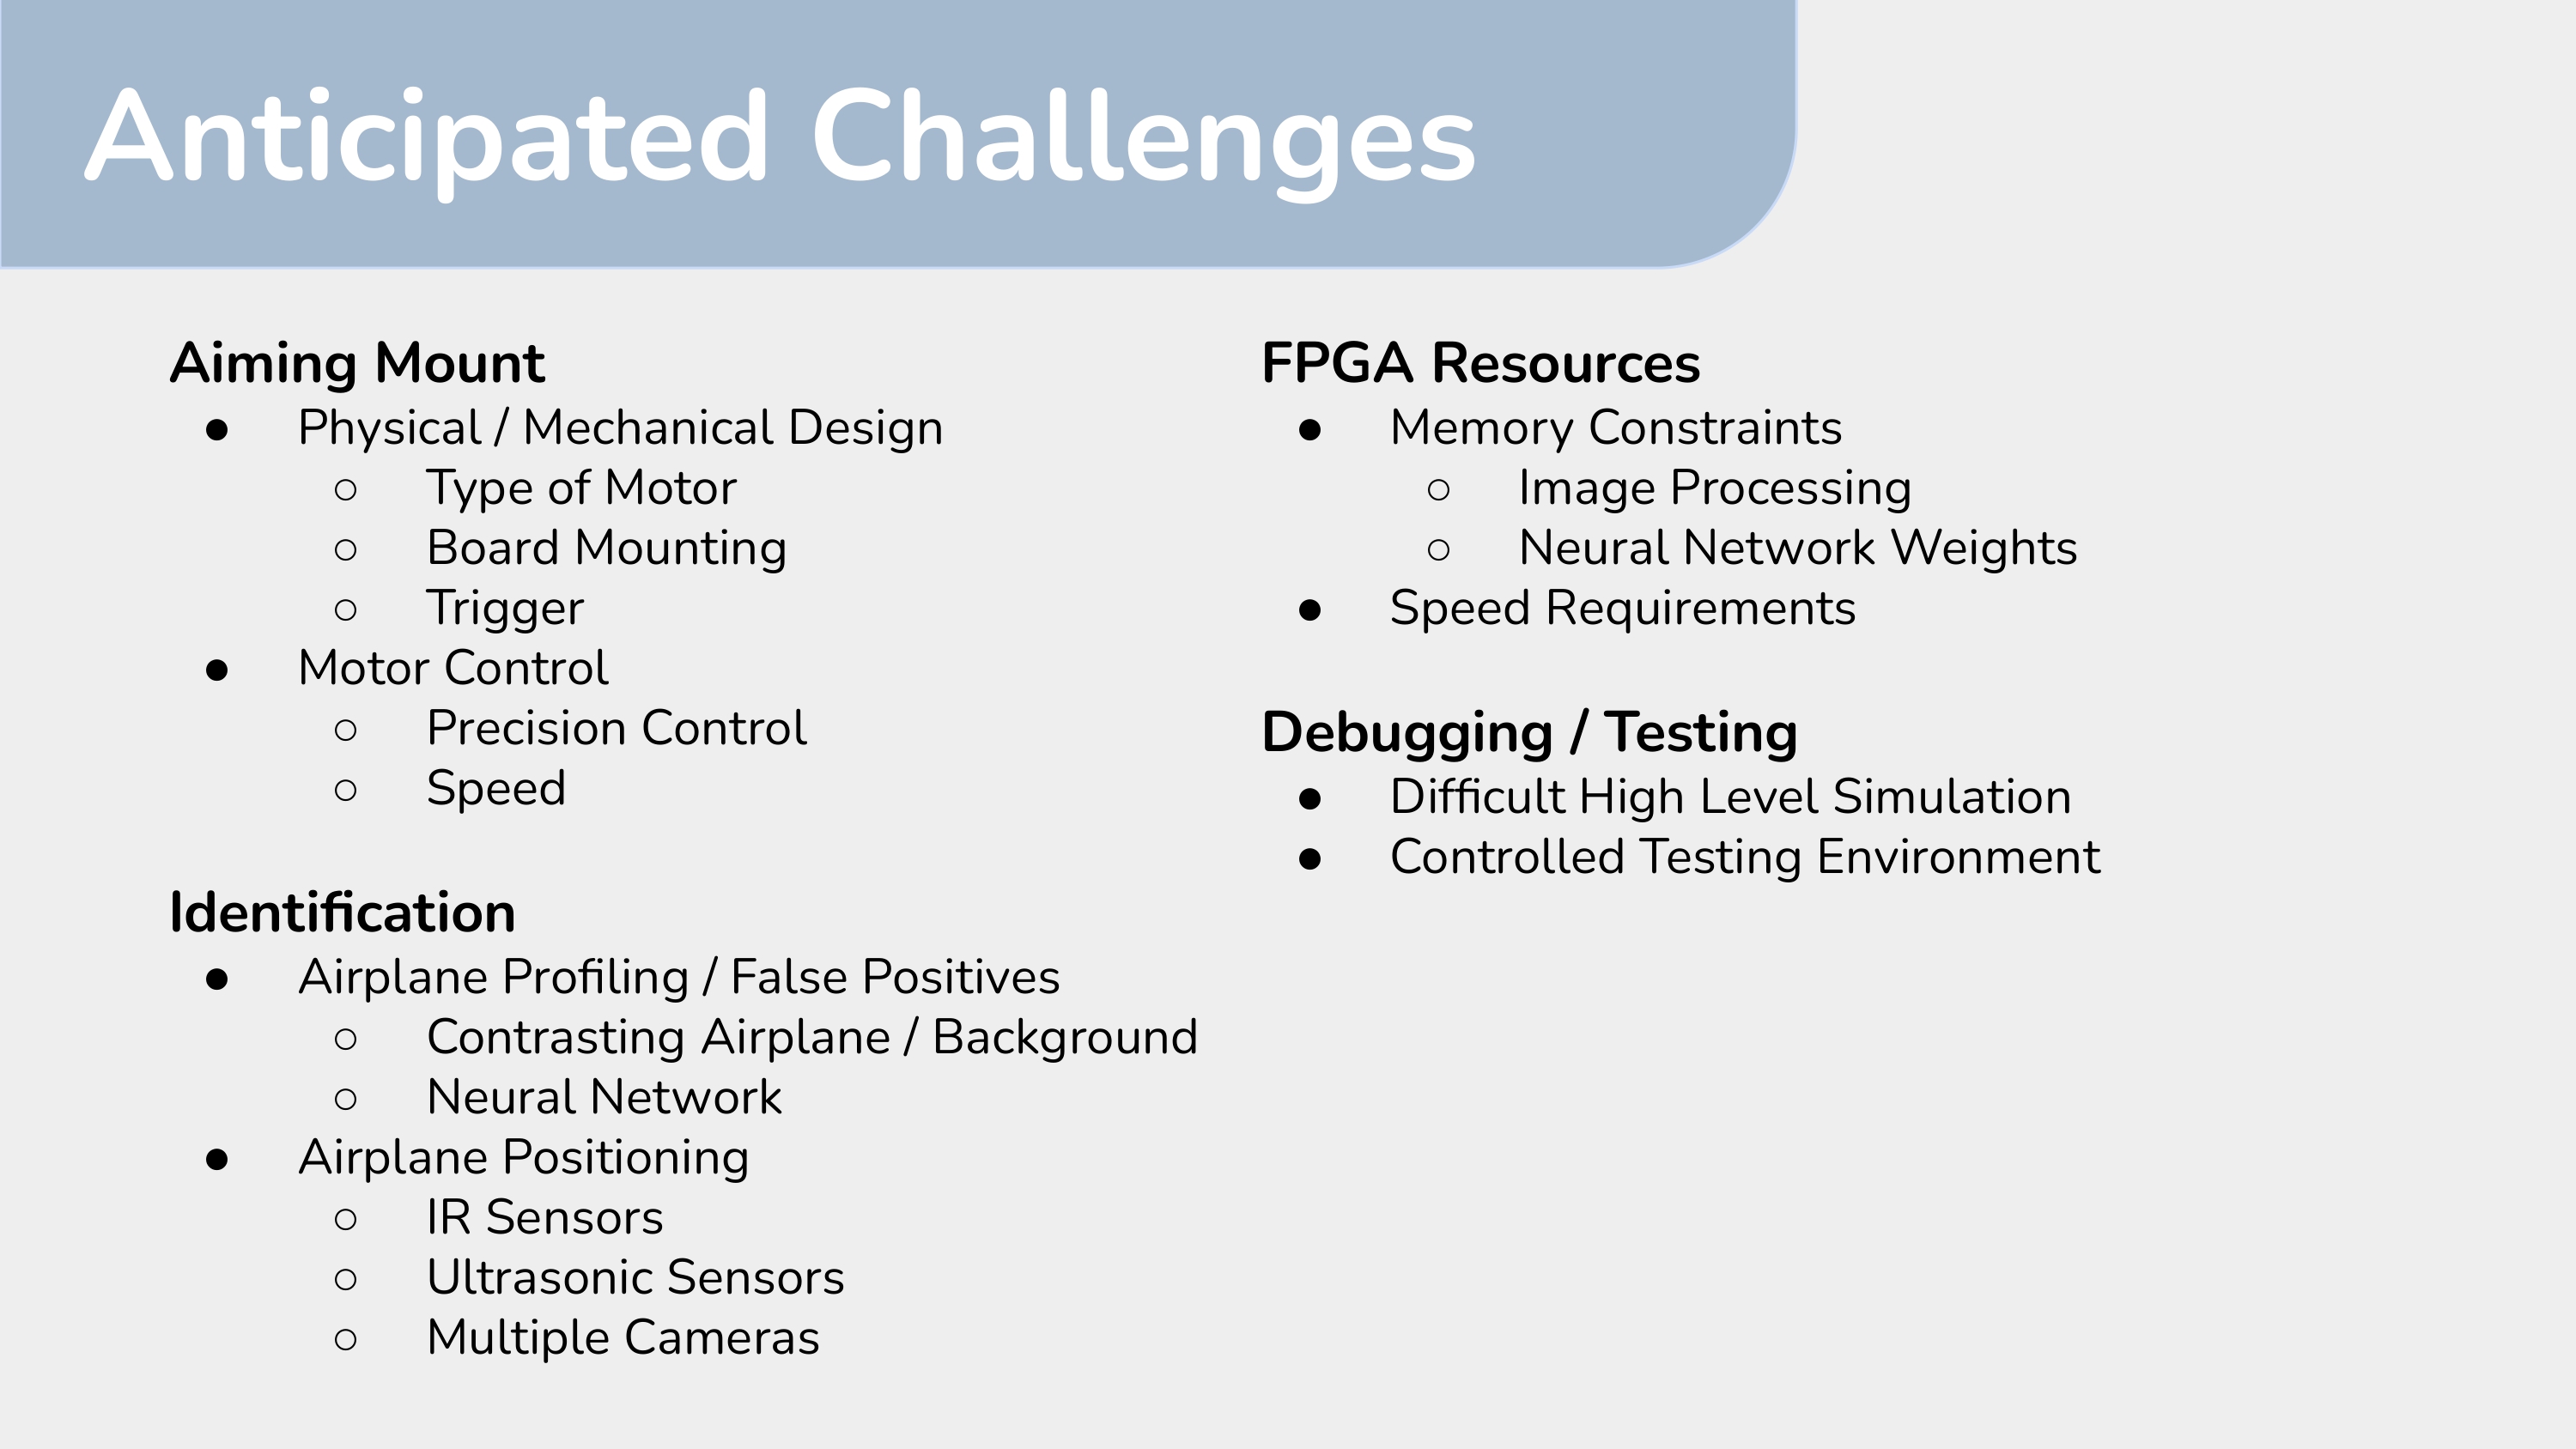 Anticipated Challenges
Aiming Mount
● Physical / Mechanical Design
○ Type of Motor
○ Board Mounting
○ Trigger
● Motor Control
○ Precision Control
○ Speed
Identification
● Airplane Profiling / False Positives
○ Contrasting Airplane / Background
○ Neural Network
● Airplane Positioning
○ IR Sensors
○ Ultrasonic Sensors
○ Multiple Cameras
FPGA Resources
● Memory Constraints
○ Image Processing
○ Neural Network Weights
● Speed Requirements
Debugging / Testing
● Difficult High Level Simulation
● Controlled Testing Environment